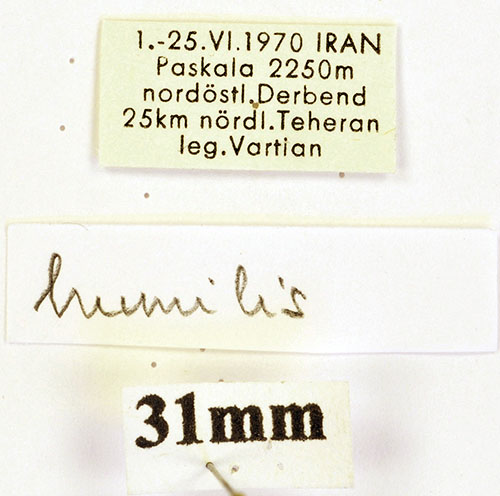 1.-25.VI.1970 IRAN
Paskala 2250m
nordöstl.Derbend
25km nördl.Teheran
leg.Vartian
humilis
31mm